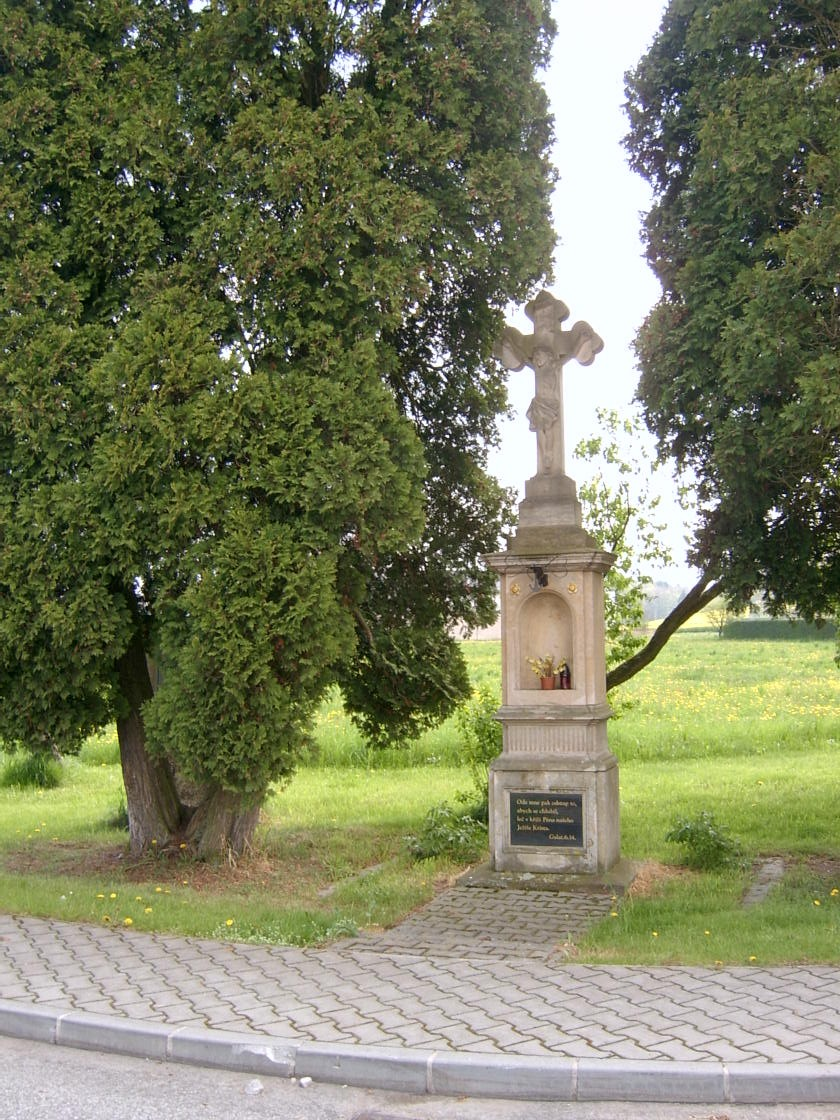 Ode mne pak odstup to,
abych se chlubil,
leč v kříži Pána našeho
Ježíše Krista.
Galat.6.14.